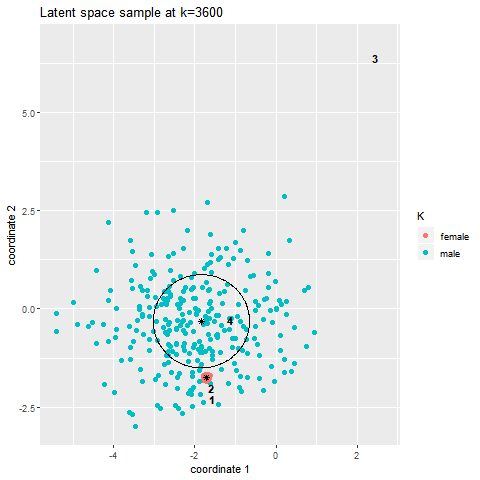 Latent space sample at k=3600
3
5.0
2.5
0.0
-2.5
coordinate 2
4
2
1
-4
-2
0
2
coordinate 1
K
female
male